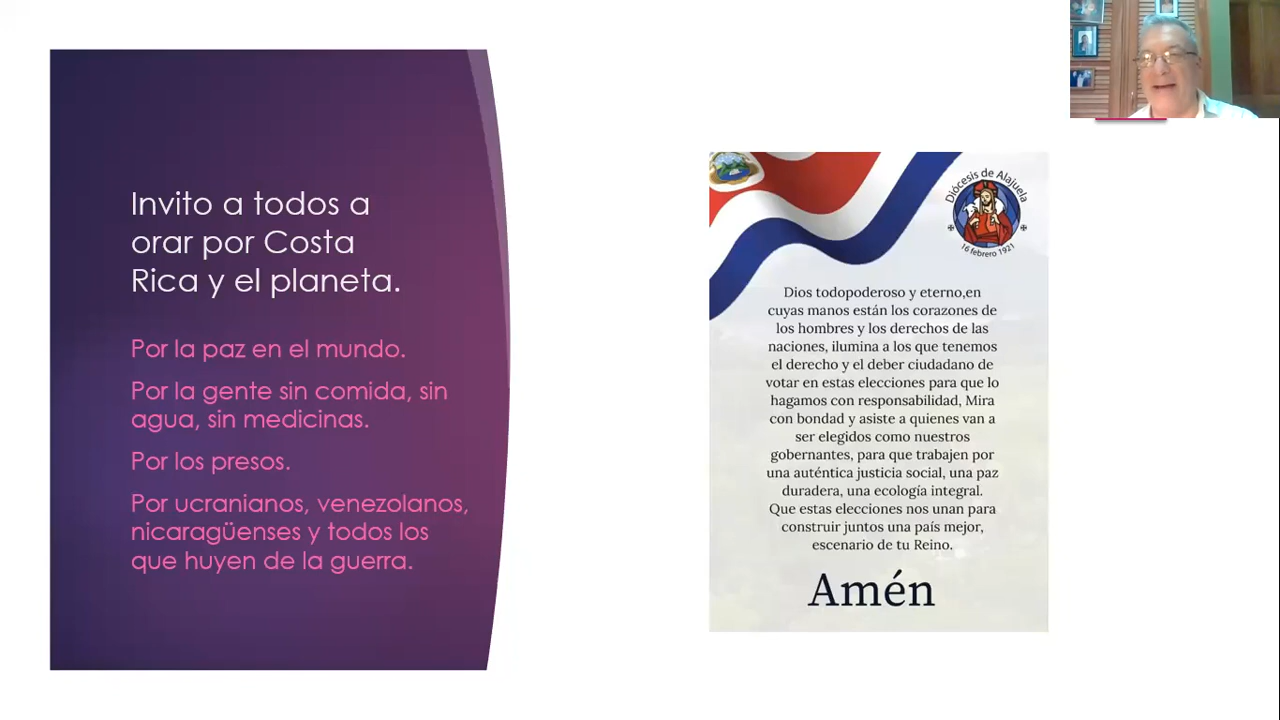 Invito a todos a
orar por Costa
Rica y el planeta.
Por la paz en el mundo.
Por la gente sin comida, sin
agua, sin medicinas.
Por los presos.
Por ucranianos, venezolanos,
nicaragüenses y todos los
que huyen de la guerra.
Diócesis de Alajuela
16 febrero 1921
Dios todopoderoso y eterno,en
cuyas manos están los corazones de
los hombres y los derechos de las
naciones, ilumina a los que tenemos
el derecho y el deber ciudadano de
votar en estas elecciones para que lo
hagamos con responsabilidad, Mira
con bondad y asiste a quienes van a
ser elegidos como nuestros
gobernantes, para que trabajen por
una auténtica justicia social, una paz
duradera, una ecología integral.
Que estas elecciones nos unan para
construir juntos una país mejor,
escenario de tu Reino.
Amén